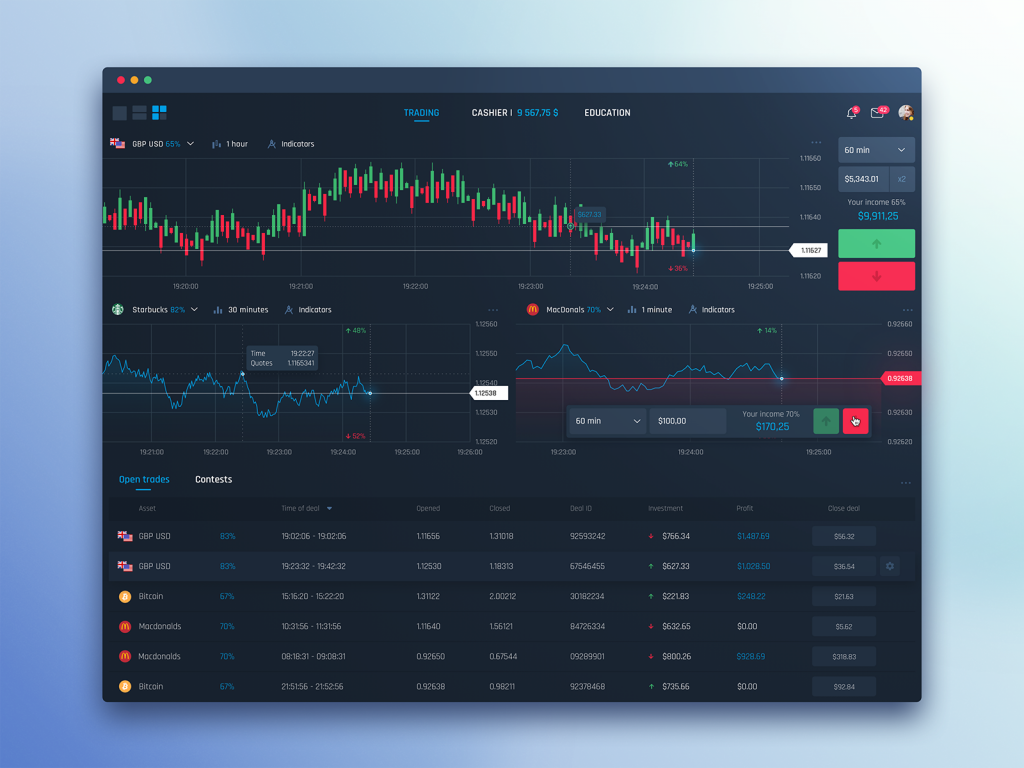 TRADING CASHIER I 9 567,75 $ EDUCATION 5 42
GBP USD 65% 1 hour Indicators
60 min
↑64%
1.11660
1.11650
$5,343.01 x2
Your income 65%
$9,911,25
5627.33
1.11640
1.11627
↓36%
1.11620
19:20:00 19:21:00 19:22:00 19:23:00 19:24:00 19:25:00
Starbucks 82% 30 minutes Indicators
↑48%
1.12560
Time 19:22:27
Quotes 1.1165341
1.12550
1.12540
1.12538
1.12530
↓52%
1.12520
19:21:00 19:22:00 19:23:00 19:24:00 19:25:00 19:26:00
MacDonals 70% 1 minute Indicators
↑14%
0.92660
0.92650
0.92638
0.92630
60 min $100,00 Your income 70%
$170,25
0.92620
19:23:00 19:24:00 19:25:00
Open trades Contests
Asset Time of deal Opened Closed Deal ID Investment Profit Close deal
GBP USD 83% 19:02:06 - 19:02:06 1.11656 1.31018 92593242 ↓ $766.34 $1,487.69 $56.32
GBP USD 83% 19:23:32 - 19:42:32 1.12530 1.18313 67546455 ↑ $627.33 $1,028.50 $36.54
Bitcoin 67% 15:16:20 - 15:22:20 1.31122 2.00212 30182234 ↑ $221.83 $248.22 $21.63
Macdonalds 70% 10:31:56 - 11:31:56 1.11640 1.56121 84726334 ↓ $632.65 $0.00 $5.62
Macdonalds 70% 08:18:31 - 09:08:31 0.92650 0.67544 09289901 ↓ $800.26 $928.69 $318.83
Bitcoin 67% 21:51:56 - 21:52:56 0.92638 0.98211 92378468 ↑ $735.66 $0.00 $92.84